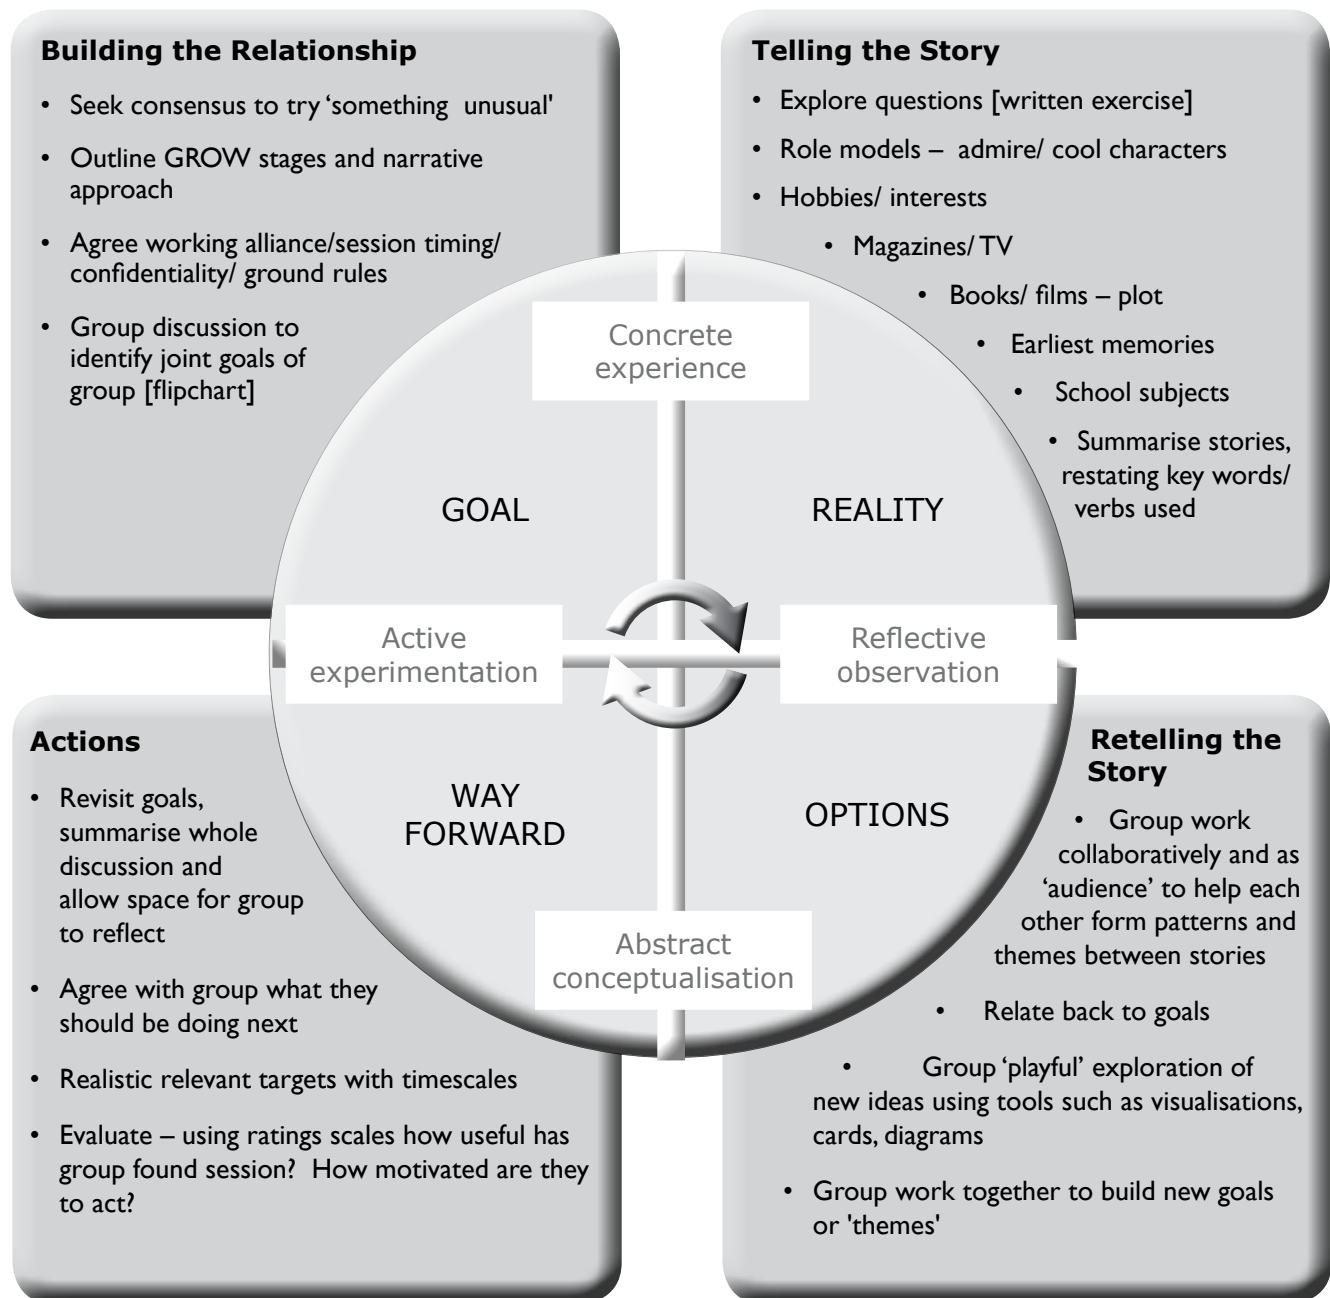 Building the Relationship
• Seek consensus to try ‘something unusual'
• Outline GROW stages and narrative
approach
• Agree working alliance/session timing/
confidentiality/ ground rules
• Group discussion to
identify joint goals of
group [flipchart]
Telling the Story
• Explore questions [written exercise]
• Role models – admire/ cool characters
• Hobbies/ interests
• Magazines/ TV
• Books/ films – plot
• Earliest memories
• School subjects
• Summarise stories,
restating key words/
verbs used
Concrete
experience
GOAL
REALITY
Active
experimentation
Reflective
observation
WAY
FORWARD
OPTIONS
Abstract
conceptualisation
Actions
• Revisit goals,
summarise whole
discussion and
allow space for group
to reflect
• Agree with group what they
should be doing next
• Realistic relevant targets with timescales
• Evaluate – using ratings scales how useful has
group found session? How motivated are they
to act?
Retelling the
Story
• Group work
collaboratively and as
‘audience’ to help each
other form patterns and
themes between stories
• Relate back to goals
• Group ‘playful’ exploration of
new ideas using tools such as visualisations,
cards, diagrams
• Group work together to build new goals
or 'themes'